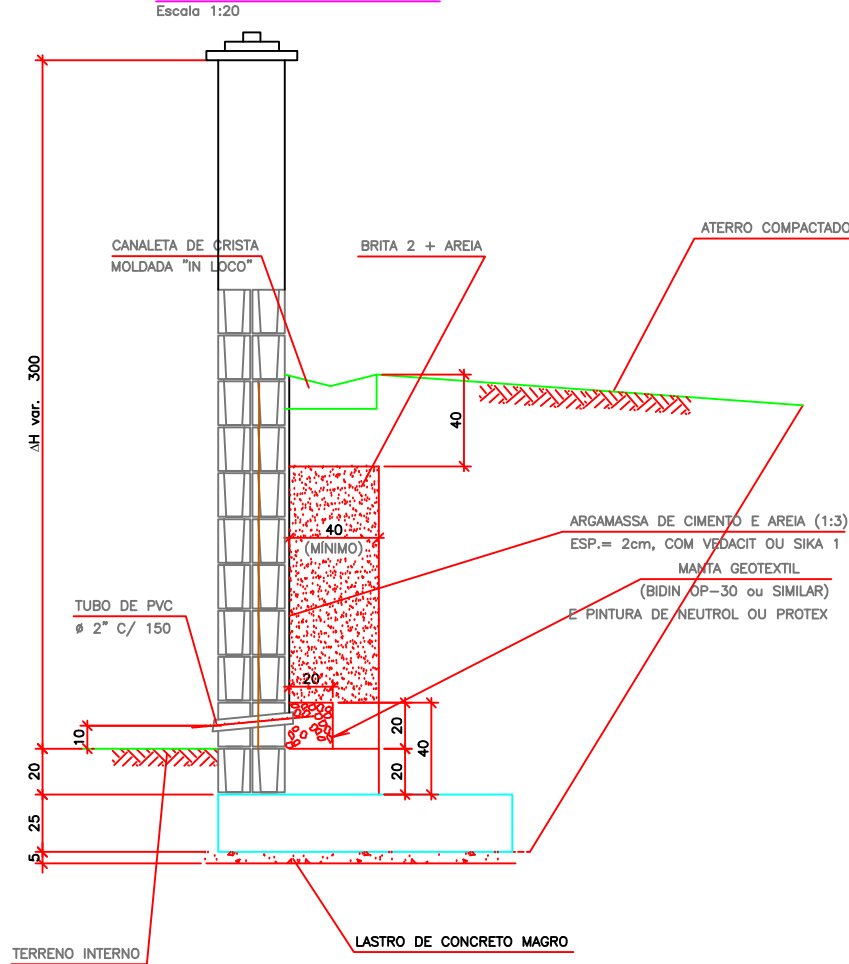 Escala 1:20
ATERRO COMPACTADO
CANALETA DE CRISTA
MOLDADA "IN LOCO"
BRITA 2 + AREIA
ΔH var. 300
40
40
(MÍNIMO)
ARGAMASSA DE CIMENTO E AREIA (1:3)
ESP.= 2cm, COM VEDACIT OU SIKA 1
MANTA GEOTEXTIL
(BIDIN OP-30 ou SIMILAR)
E PINTURA DE NEUTROL OU PROTEX
TUBO DE PVC
ø 2" C/ 150
20
10
20
40
20
20
25
5
LASTRO DE CONCRETO MAGRO
TERRENO INTERNO